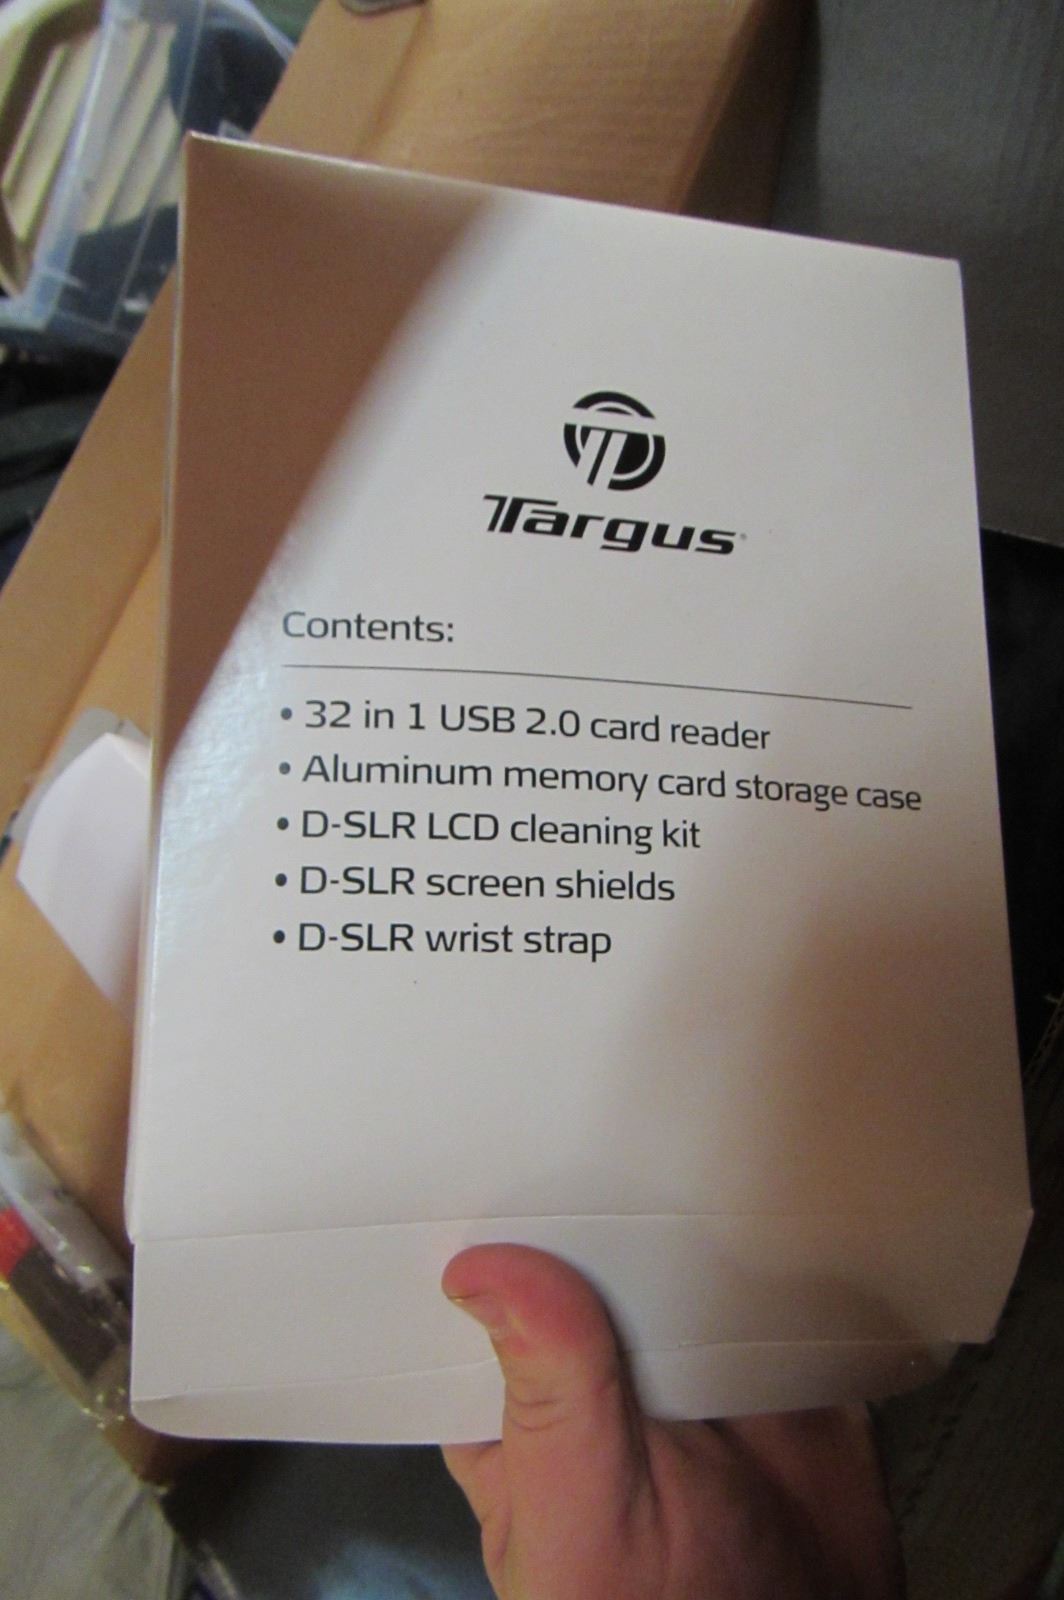 Targus
Contents:
• 32 in 1 USB 2.0 card reader
• Aluminum memory card storage case
• D-SLR LCD cleaning kit
• D-SLR screen shields
• D-SLR wrist strap